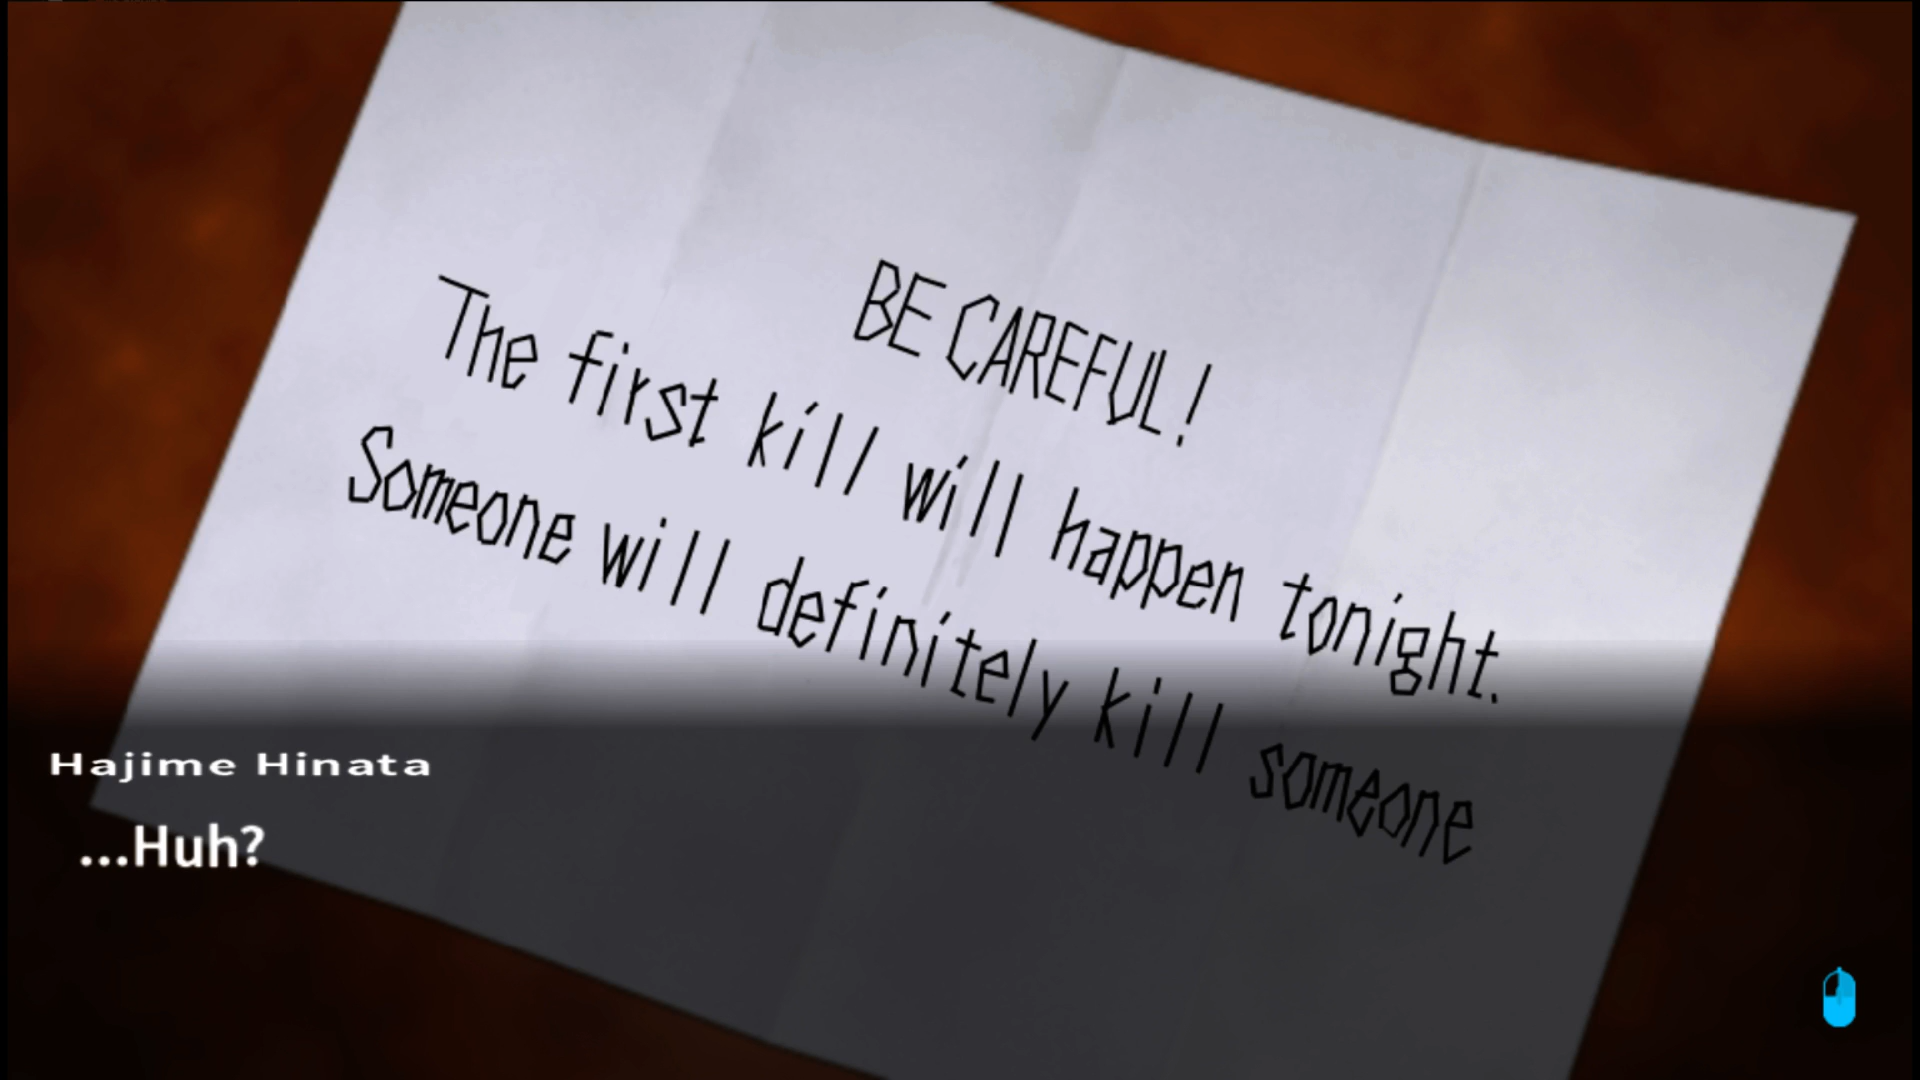 BE CAREFUL!
The first kill will happen tonight.
Someone will definitely kill someone
Hajime Hinata
...Huh?